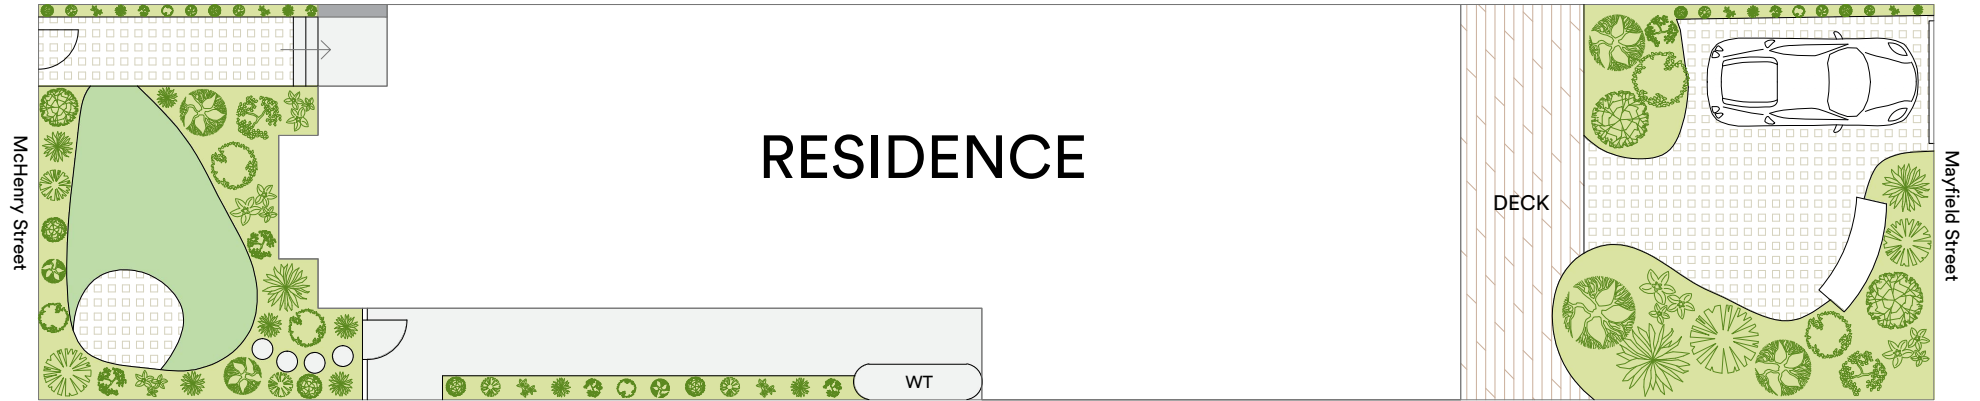 McHenry Street
RESIDENCE
DECK
WT
Mayfield Street